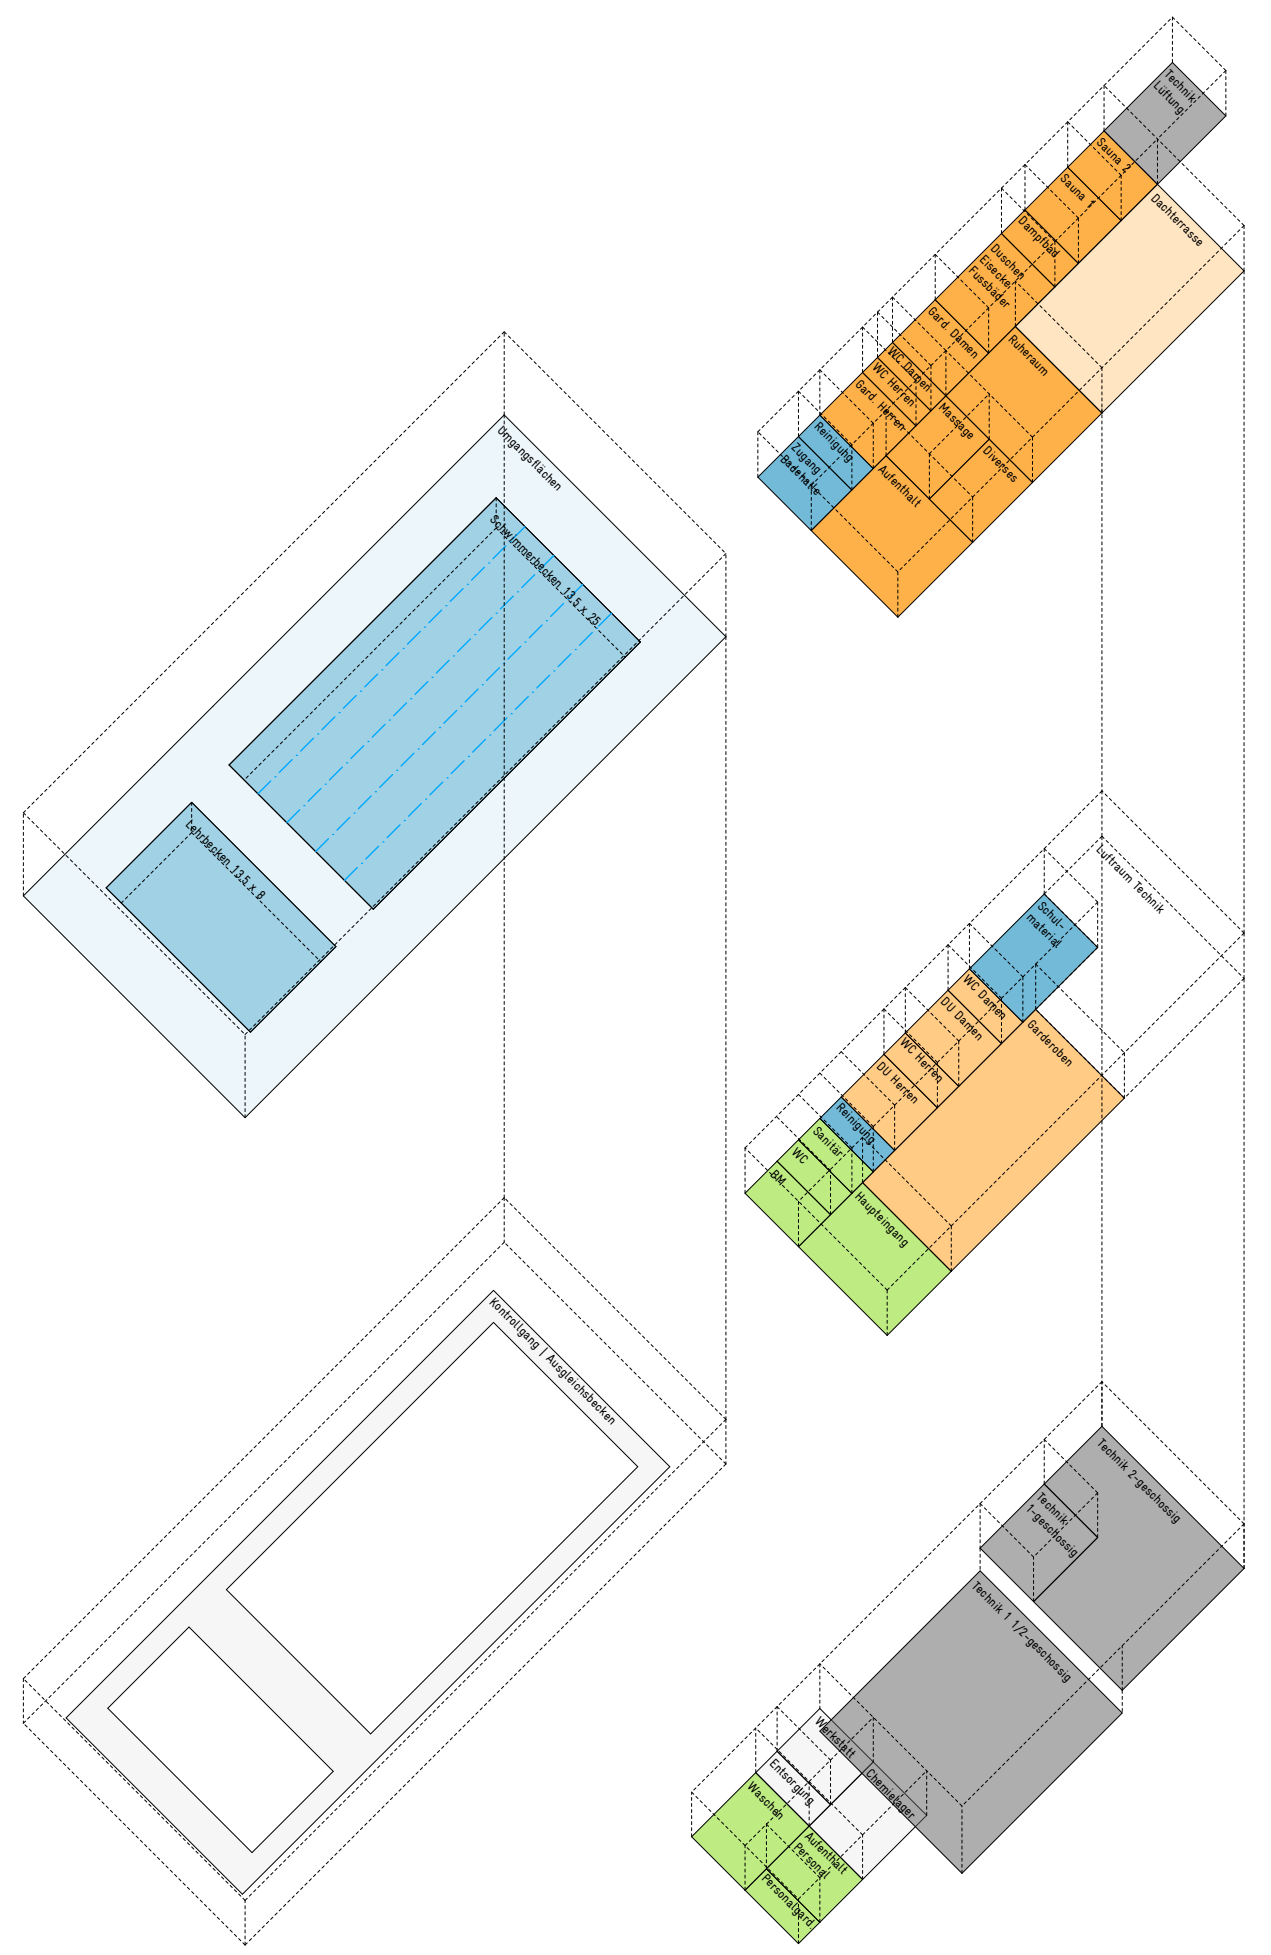 Technik
Lüftung
Sauna 2
Sauna 1
Dachterrasse
Dampfbad
Duschen
Eisecke
Fussbäder
Gard. Damen
Ruheraum
WC Damen
WC Herren
Gard. Herren
Massage
Diverses
Reinigung
Zugang
Badehalle
Aufenthalt
Umgangsflächen
Schwimmerbecken 13.5 x 25
Lehrbecken 13.5 x 8
Luftraum Technik
Schul-
material
WC Damen
DU Damen
Garderoben
WC Herren
DU Herren
Reinigung
Sanitär
WC
BM
Haupteingang
Kontrollgang | Ausgleichsbecken
Technik 2-geschossig
Technik
1-geschossig
Technik 1 1/2-geschossig
Werkstatt
Chemielager
Entsorgung
Waschen
Aufenthalt
Personal
Personalgard